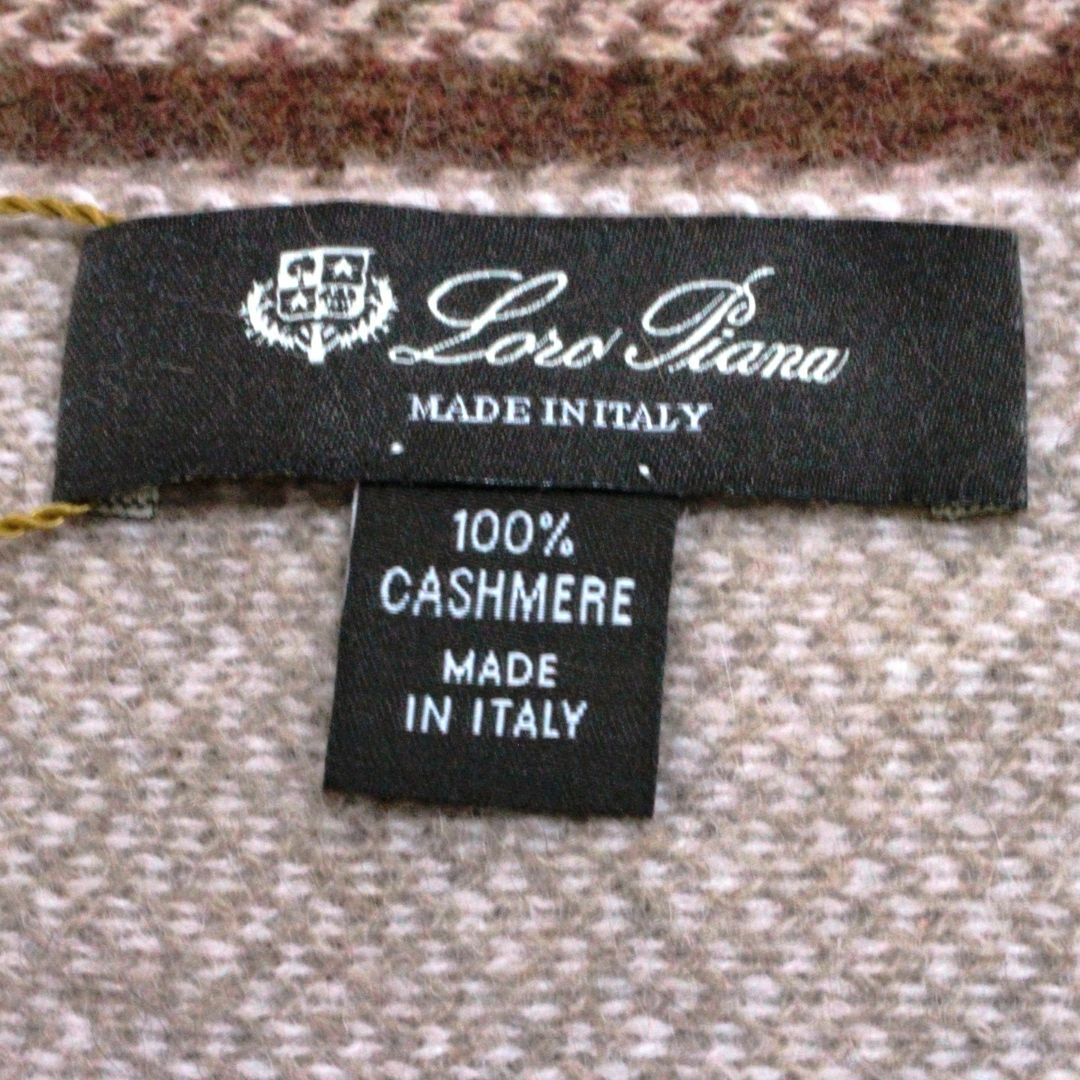 Loro Piana
MADE IN ITALY
100%
CASHMERE
MADE
IN ITALY